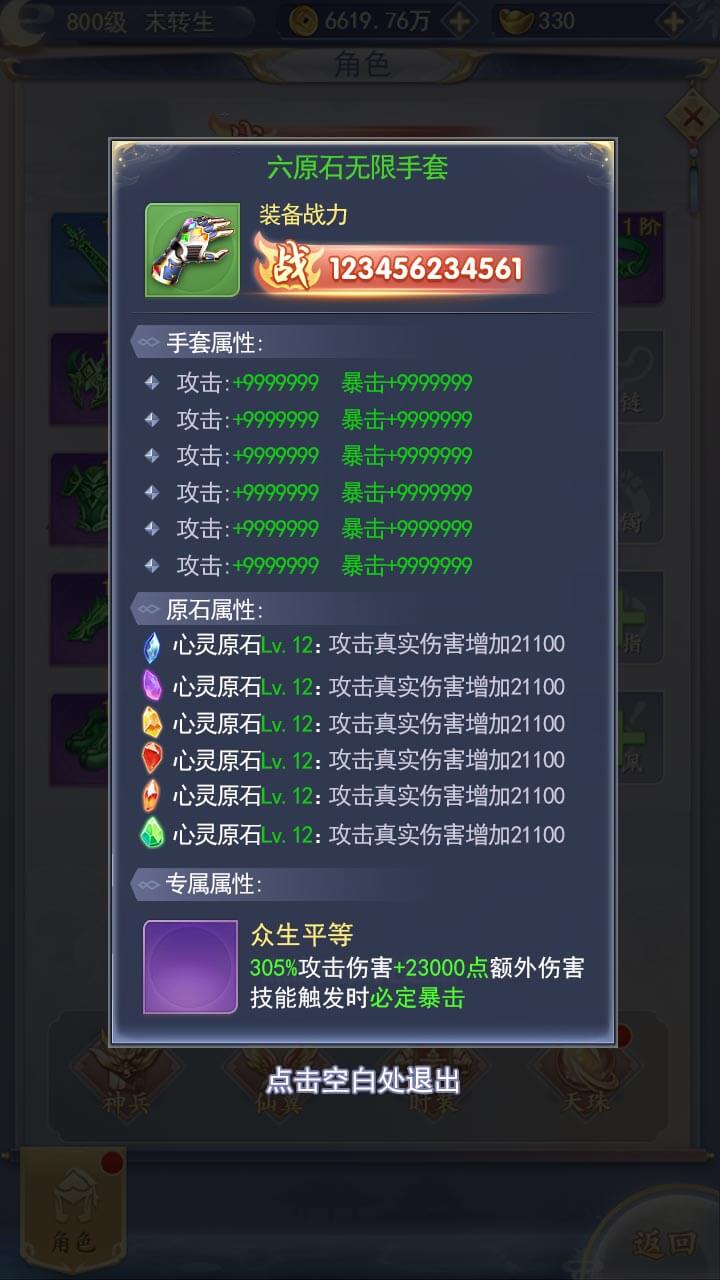 800级 未转生 6619.76万 330
角色
六原石无限手套
装备战力
战 123456234561
1阶
手套属性:
攻击:+9999999 暴击+9999999
攻击:+9999999 暴击+9999999
链
攻击:+9999999 暴击+9999999
攻击:+9999999 暴击+9999999
攻击:+9999999 暴击+9999999
镯
攻击:+9999999 暴击+9999999
原石属性:
指
心灵原石Lv. 12: 攻击真实伤害增加21100
心灵原石Lv. 12: 攻击真实伤害增加21100
心灵原石Lv. 12: 攻击真实伤害增加21100
心灵原石Lv. 12: 攻击真实伤害增加21100
佩
心灵原石Lv. 12: 攻击真实伤害增加21100
心灵原石Lv. 12: 攻击真实伤害增加21100
专属属性:
众生平等
305%攻击伤害+23000点额外伤害
技能触发时必定暴击
点击空白处退出
神兵 仙翼 时装 天珠
角色 返回